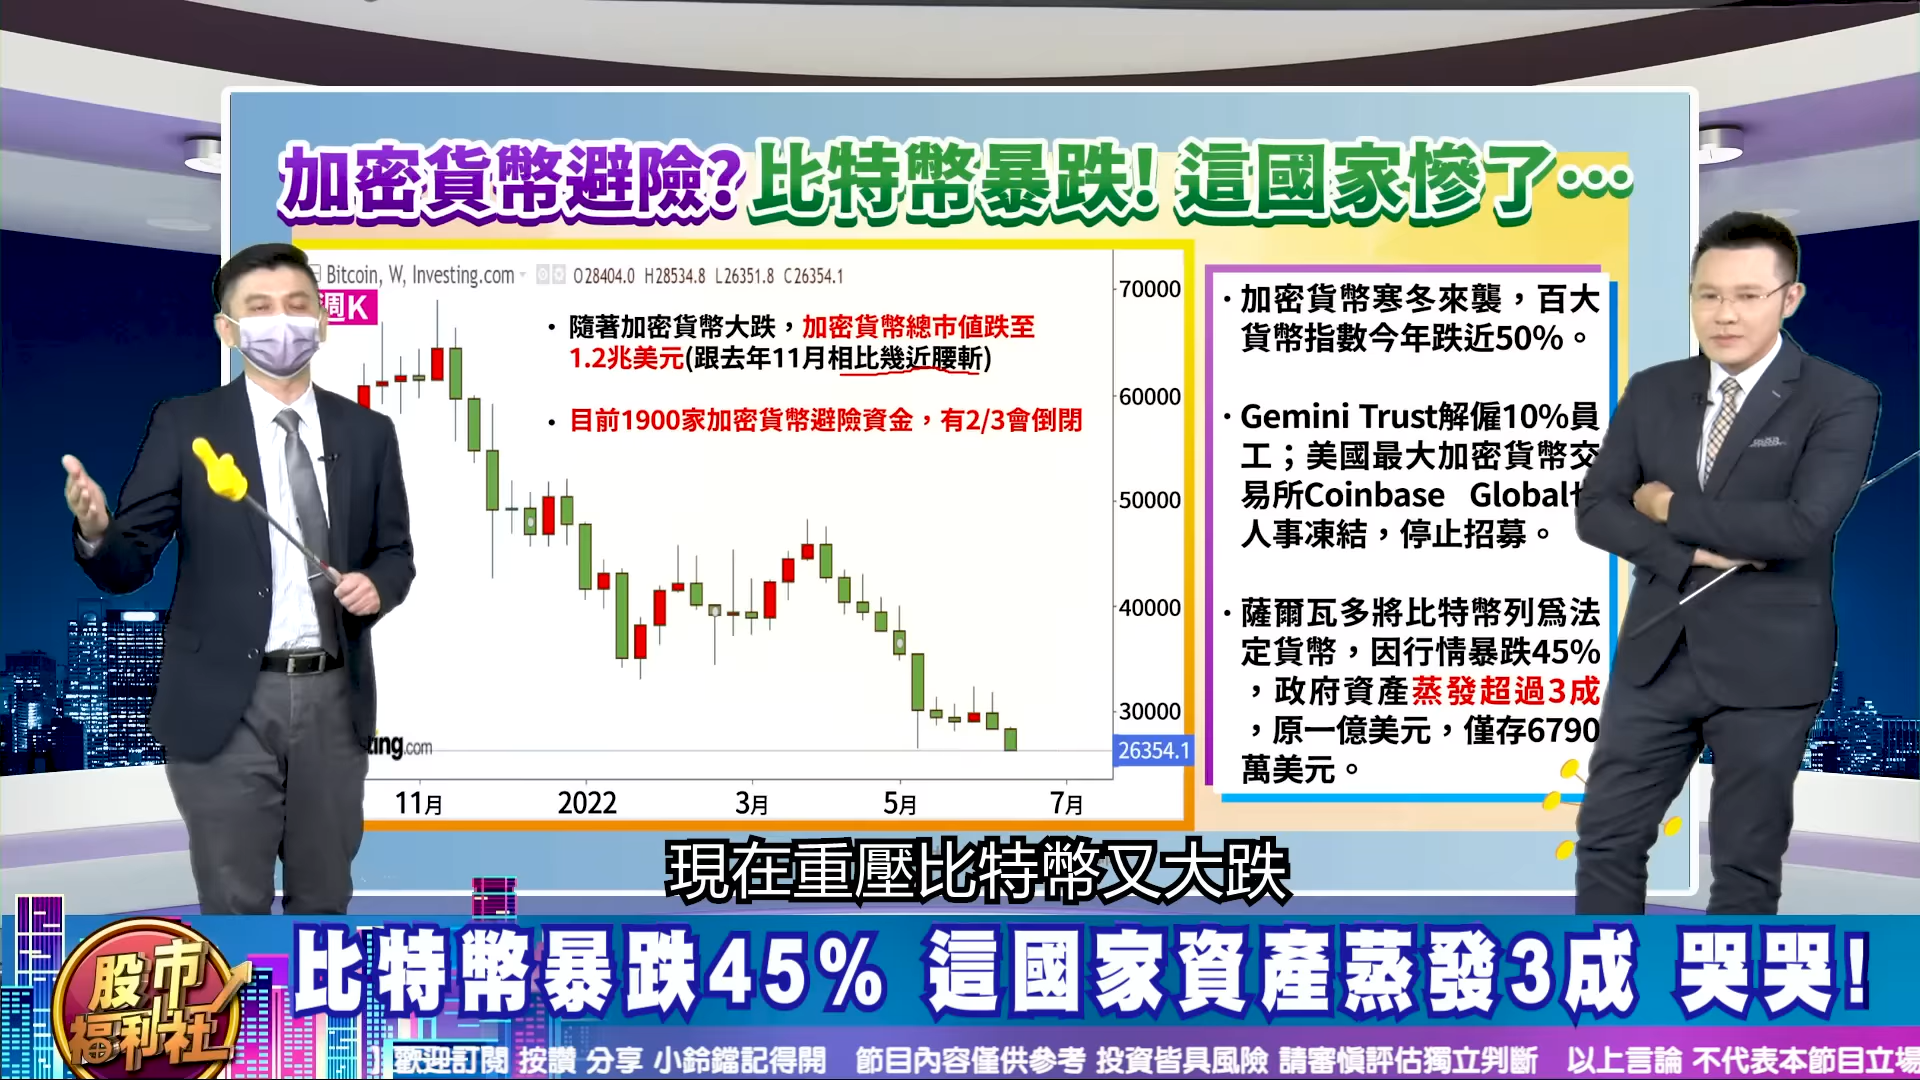 加密貨幣避險?比特幣暴跌!這國家慘了…
Bitcoin, W, Investing.com O28404.0 H28534.8 L26351.8 C26354.1
週K
• 隨著加密貨幣大跌，加密貨幣總市值跌至
1.2兆美元(跟去年11月相比幾近腰斬)
• 目前1900家加密貨幣避險資金，有2/3會倒閉
70000
60000
50000
40000
30000
26354.1
ting.com
11月 2022 3月 5月 7月
·加密貨幣寒冬來襲，百大
貨幣指數今年跌近50%。
·Gemini Trust解僱10%員
工；美國最大加密貨幣交
易所Coinbase Global
人事凍結，停止招募。
·薩爾瓦多將比特幣列為法
定貨幣，因行情暴跌45%
，政府資產蒸發超過3成
，原一億美元，僅存6790
萬美元。
現在重壓比特幣又大跌
比特幣暴跌45% 這國家資產蒸發3成 哭哭!
股市
福利社
】歡迎訂閱 按讚 分享 小鈴鐺記得開 節目內容僅供參考 投資皆具風險 請審慎評估獨立判斷 以上言論 不代表本節目立場